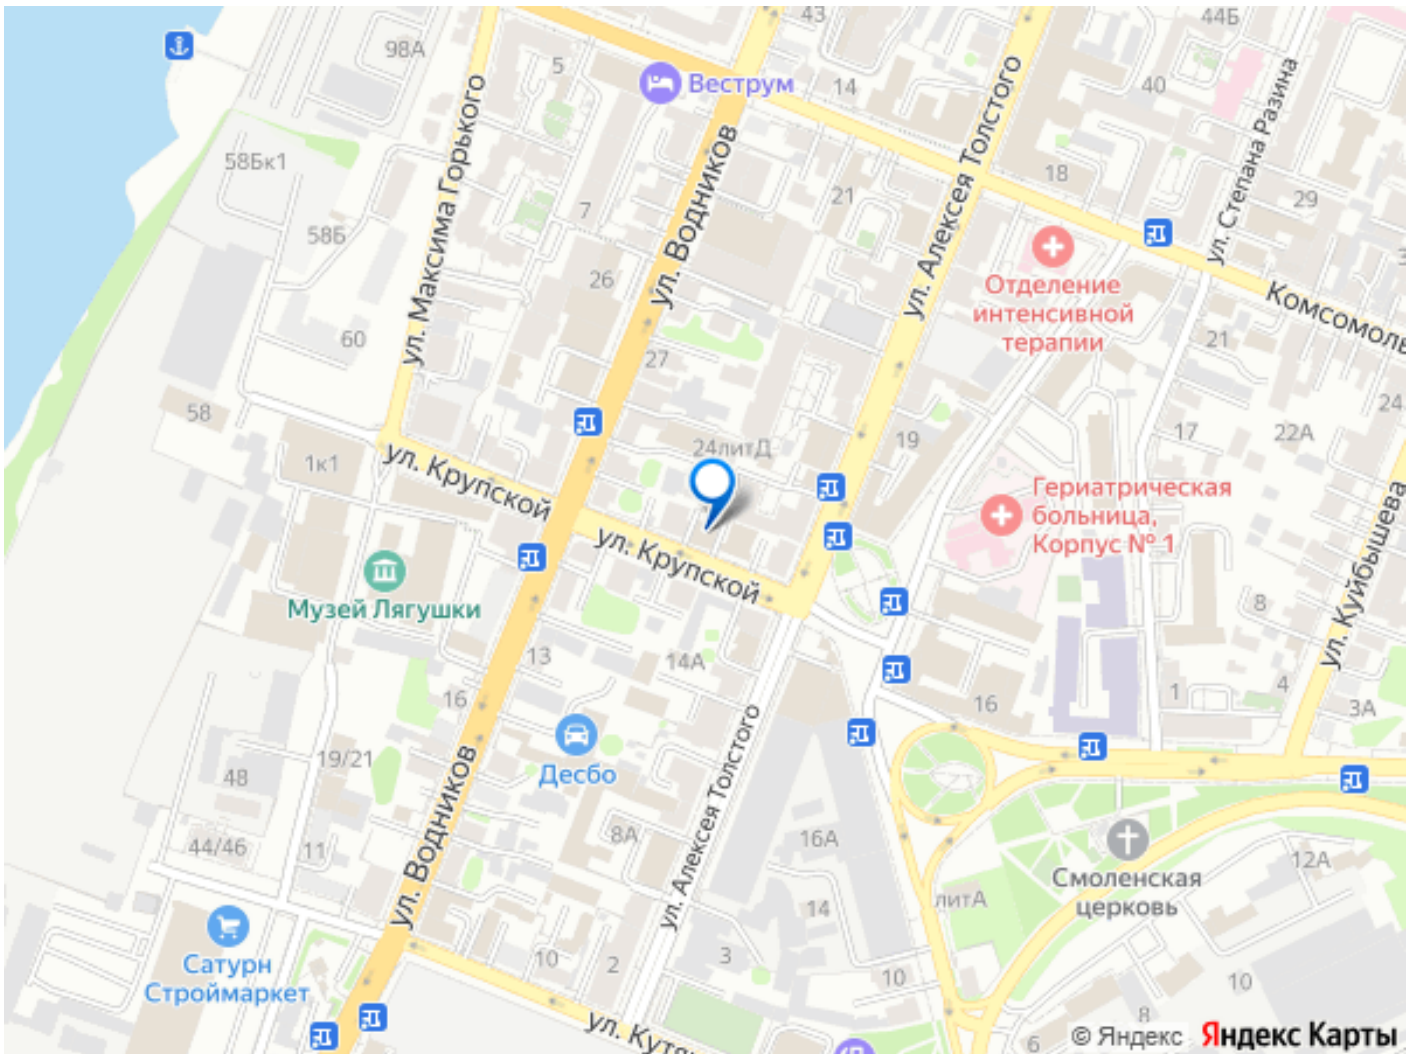 43
44Б
98А
5
Веструм
14
40
ул. Максима Горького
ул. Водников
ул. Алексея Толстого
ул. Степана Разина
58Бк1
18
29
21
7
58Б
26
Отделение
интенсивной
терапии
Комсомоль
60
27
21
58
24литД
19
17
22А
24
1к1
ул. Крупской
Гериатрическая
больница,
Корпус № 1
ул. Крупской
Музей Лягушки
8
ул. Куйбышева
13
14А
16
1
4
3А
16
19/21
48
Десбо
ул. Водников
ул. Алексея Толстого
8А
16А
44/46
11
Смоленская
церковь
12А
литА
14
Сатурн
Строймаркет
10
2
3
10
10
8
6
ул. Кутя
© Яндекс Яндекс Карты